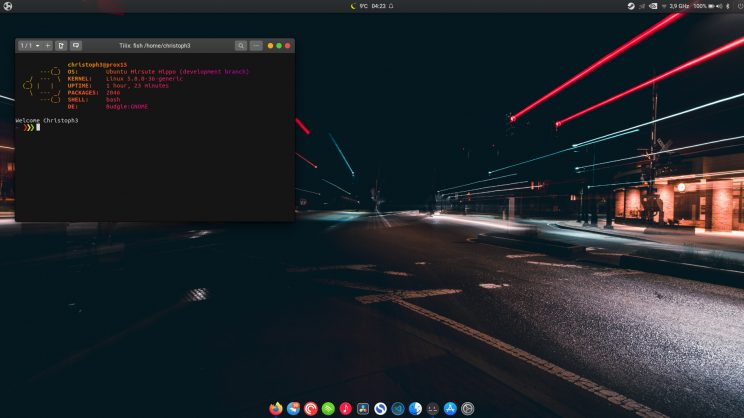 9°C 04:23
3,9 GHz 100%
1 / 1
Tilix: fish /home/christoph3
christoph3@prox15
OS: Ubuntu Hirsute Hippo (development branch)
KERNEL: Linux 5.8.0-36-generic
UPTIME: 1 hour, 23 minutes
PACKAGES: 2046
SHELL: bash
DE: Budgie:GNOME
Welcome Christoph3
~ ❯❯❯